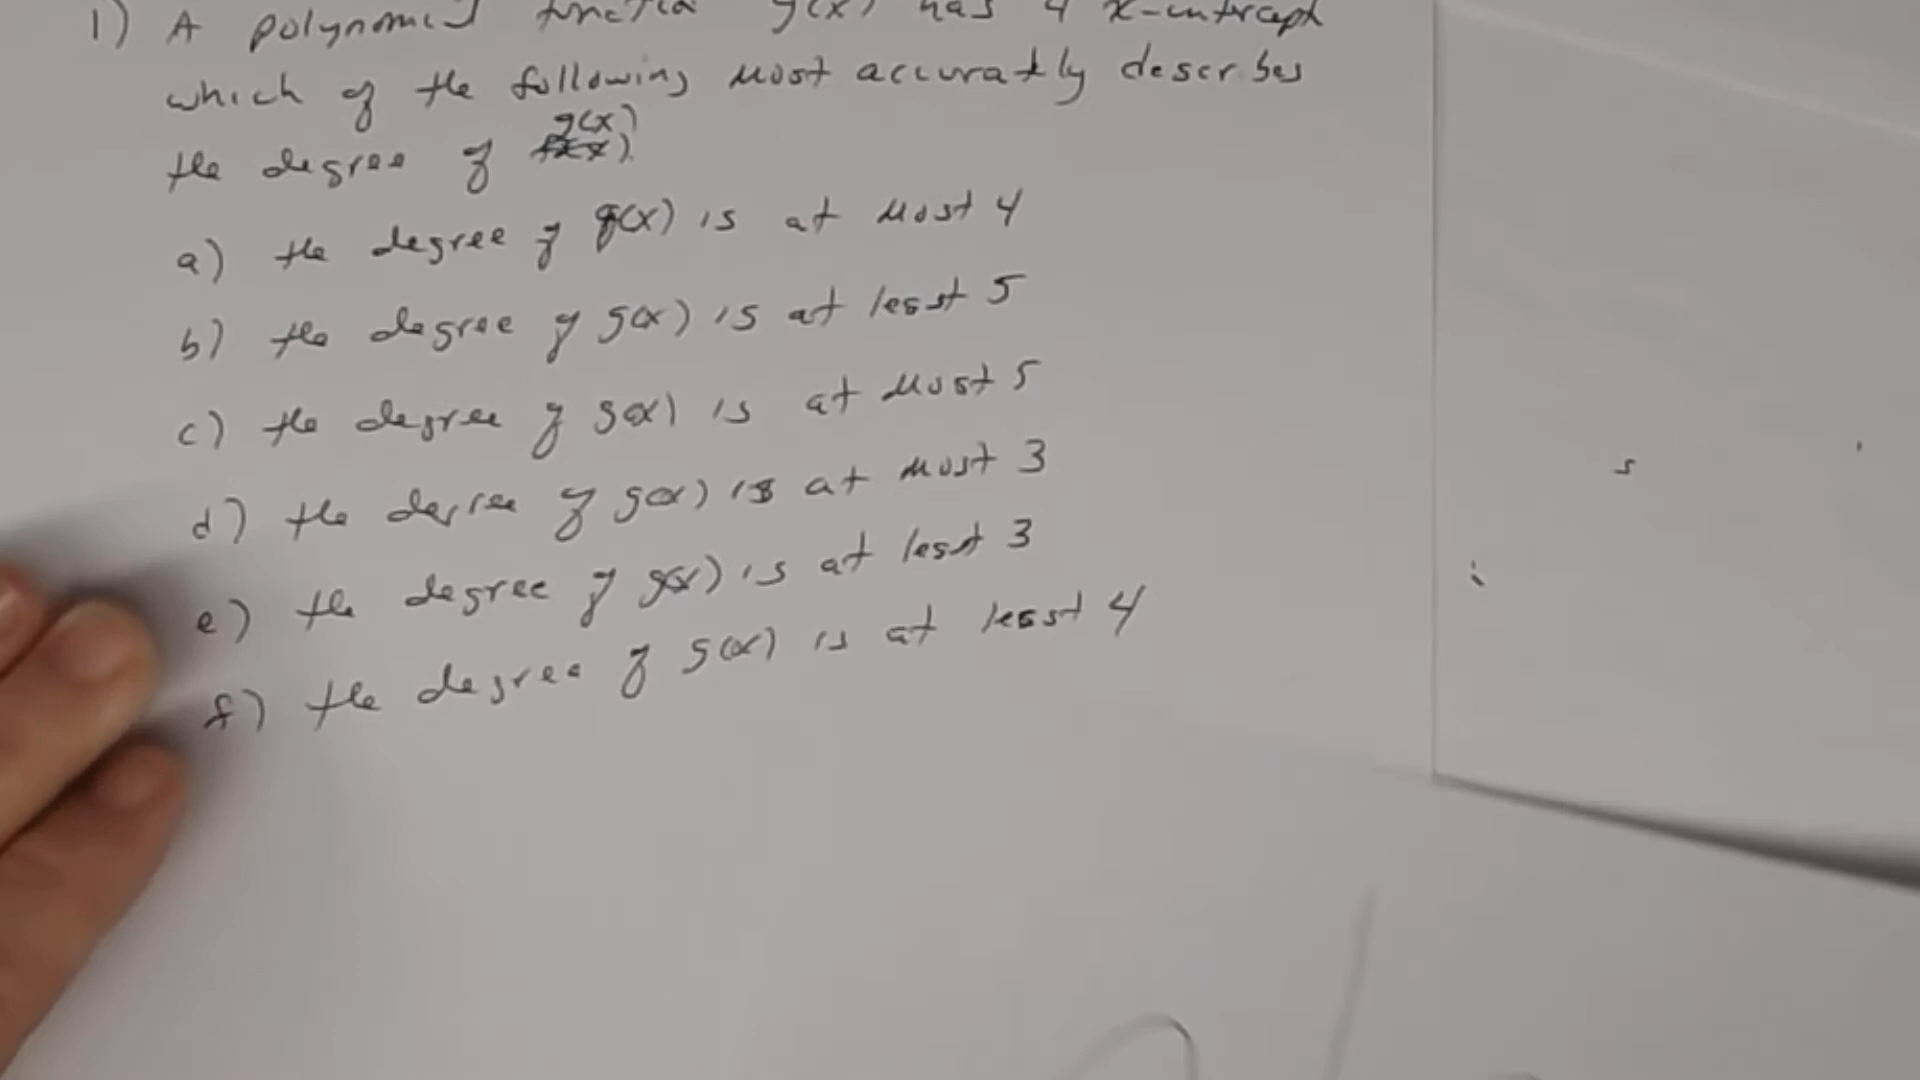 1) A polynomial function g(x) has 4 x-intercept
which of the following most accuratly describes
g(x)
the degree of f(x).
a) the degree of g(x) is at most 4
b) the degree of g(x) is at least 5
c) the degree of g(x) is at most 5
d) the degree of g(x) is at most 3
e) the degree of g(x) is at least 3
f) the degree of g(x) is at least 4